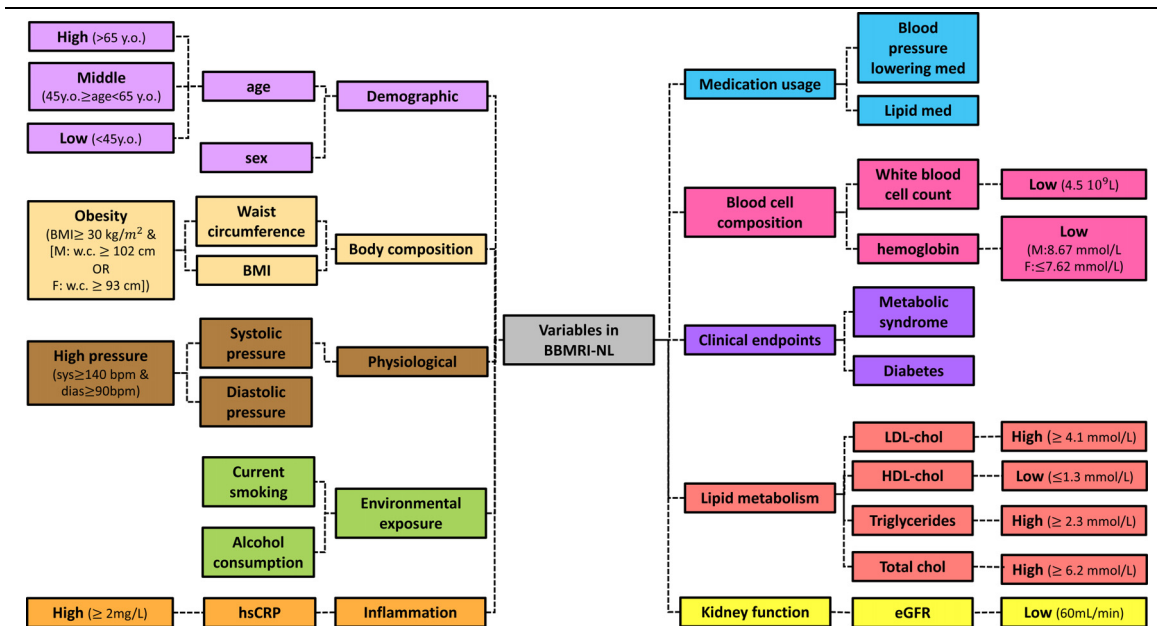 High (>65 y.o.)
Middle
(45y.o.≥age<65 y.o.)
Low (<45y.o.)
age
sex
Demographic
Obesity
(BMI≥ 30 kg/m² &
[M: w.c. ≥ 102 cm
OR
F: w.c. ≥ 93 cm])
Waist
circumference
BMI
Body composition
High pressure
(sys≥140 bpm &
dias≥90bpm)
Systolic
pressure
Diastolic
pressure
Physiological
Current
smoking
Alcohol
consumption
Environmental
exposure
High (≥ 2mg/L)
hsCRP
Inflammation
Variables in
BBMRI-NL
Medication usage
Blood
pressure
lowering med
Lipid med
Blood cell
composition
White blood
cell count
Low (4.5 10⁹L)
hemoglobin
Low
(M:8.67 mmol/L
F:≤7.62 mmol/L)
Clinical endpoints
Metabolic
syndrome
Diabetes
Lipid metabolism
LDL-chol
High (≥ 4.1 mmol/L)
HDL-chol
Low (≤1.3 mmol/L)
Triglycerides
High (≥ 2.3 mmol/L)
Total chol
High (≥ 6.2 mmol/L)
Kidney function
eGFR
Low (60mL/min)